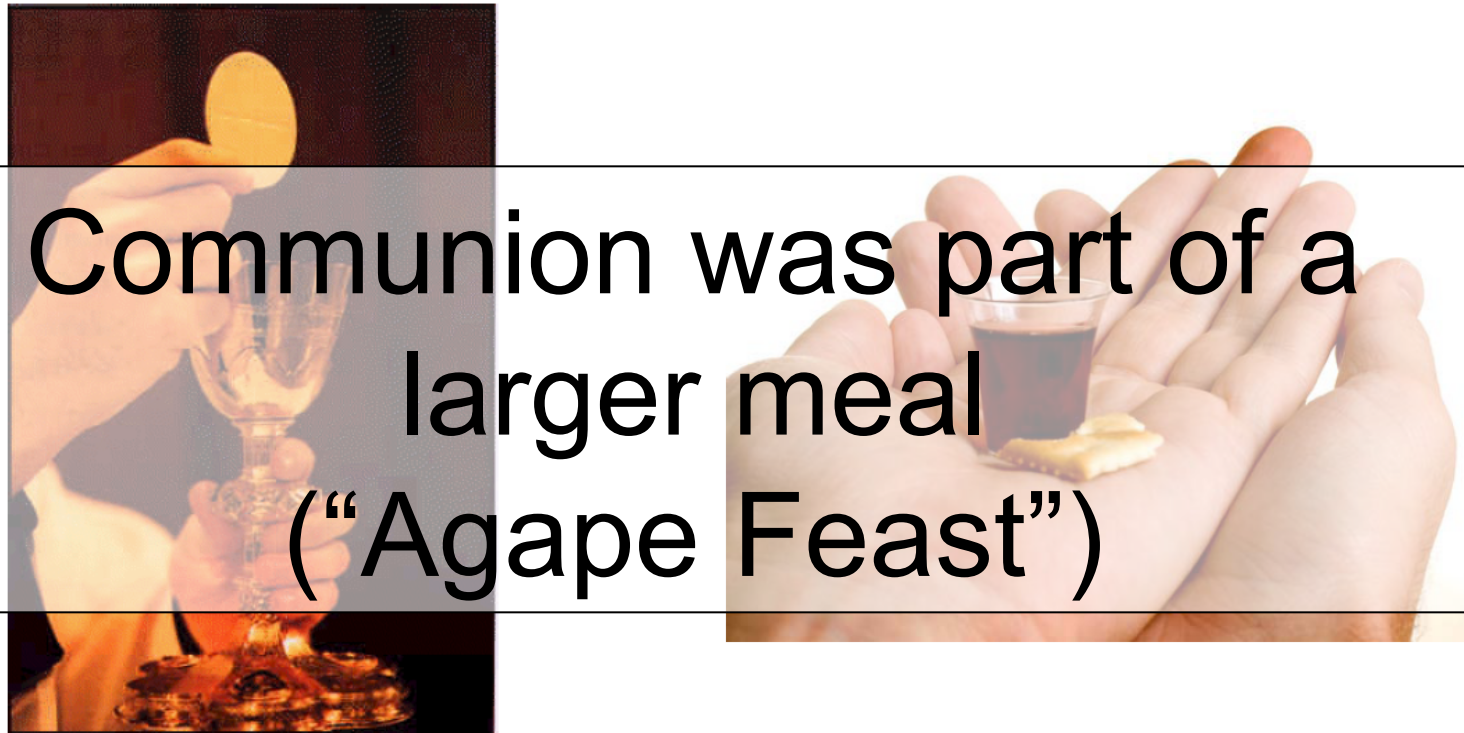 Communion was part of a
larger meal
(“Agape Feast”)